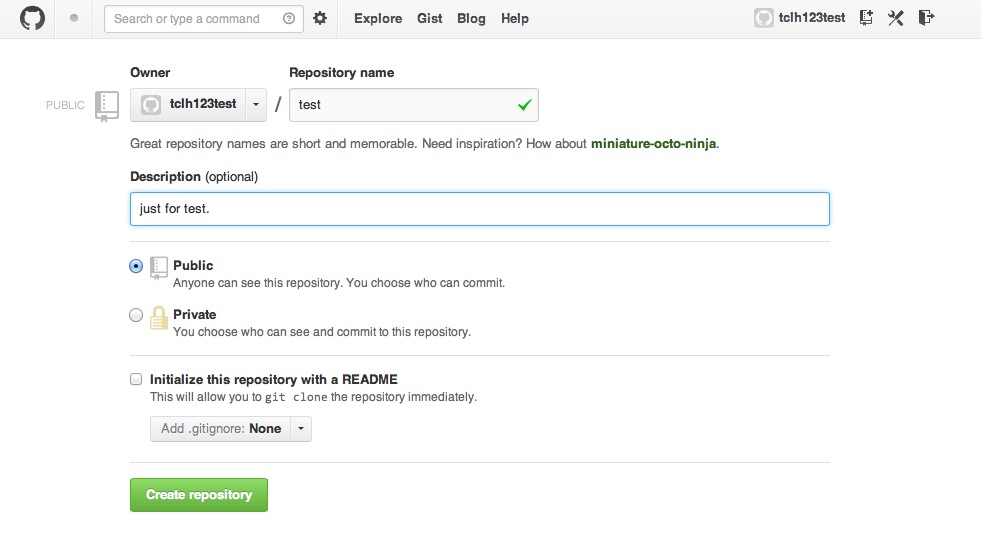 Search or type a command
Explore Gist Blog Help
tclh123test
Owner Repository name
PUBLIC tclh123test / test
Great repository names are short and memorable. Need inspiration? How about miniature-octo-ninja.
Description (optional)
just for test.
Public
Anyone can see this repository. You choose who can commit.
Private
You choose who can see and commit to this repository.
Initialize this repository with a README
This will allow you to git clone the repository immediately.
Add .gitignore: None
Create repository